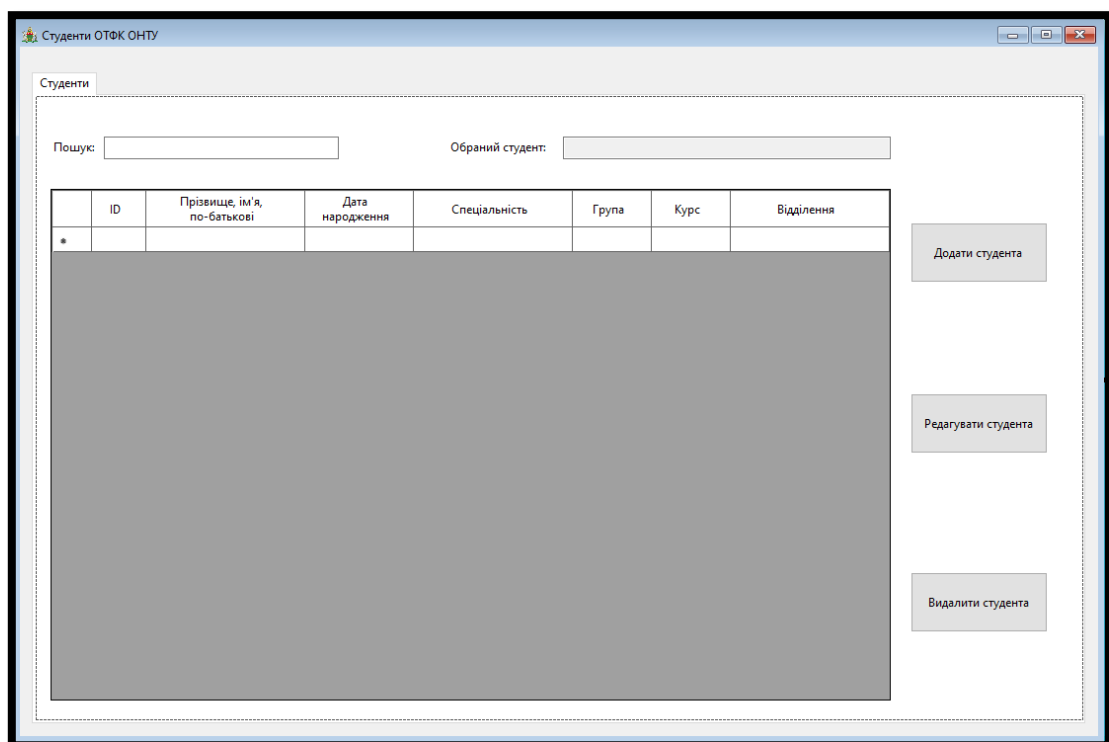 Студенти ОТФК ОНТУ
Студенти
Пошук:
Обраний студент:
ID
Прізвище, ім'я,
по-батькові
Дата
народження
Спеціальність
Група
Курс
Відділення
*
Додати студента
Редагувати студента
Видалити студента